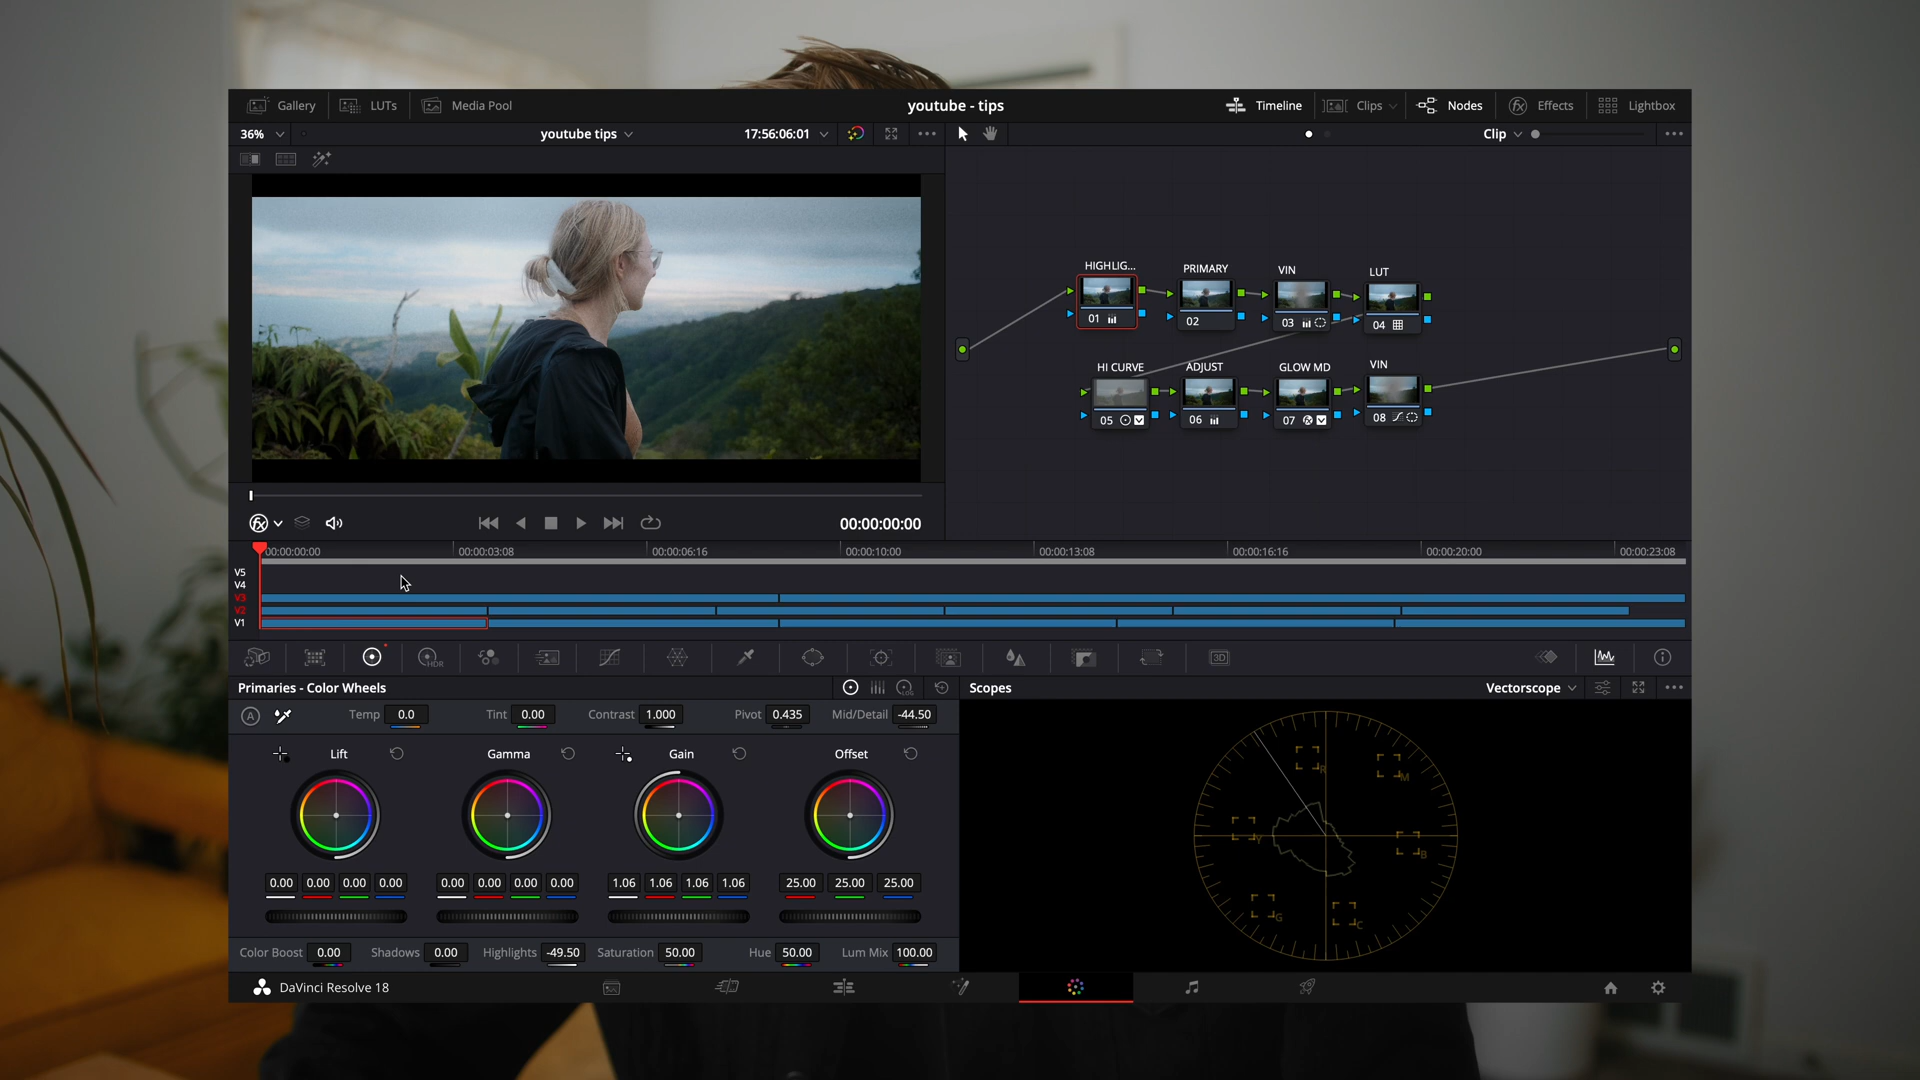 Gallery LUTs Media Pool youtube - tips Timeline Clips Nodes Effects Lightbox
36% youtube tips 17:56:06:01 Clip
HIGHLIG... PRIMARY VIN LUT
01 02 03 04
HI CURVE ADJUST GLOW MD VIN
05 06 07 08
00:00:00:00
00:00:00:00 00:00:03:08 00:00:06:16 00:00:10:00 00:00:13:08 00:00:16:16 00:00:20:00 00:00:23:08
V5
V4
V3
V2
V1
HDR 3D
Primaries - Color Wheels LOG Scopes Vectorscope
A Temp 0.0 Tint 0.00 Contrast 1.000 Pivot 0.435 Mid/Detail -44.50
Lift Gamma Gain Offset
R M
Y B
G C
0.00 0.00 0.00 0.00 0.00 0.00 0.00 0.00 1.06 1.06 1.06 1.06 25.00 25.00 25.00
Color Boost 0.00 Shadows 0.00 Highlights -49.50 Saturation 50.00 Hue 50.00 Lum Mix 100.00
DaVinci Resolve 18